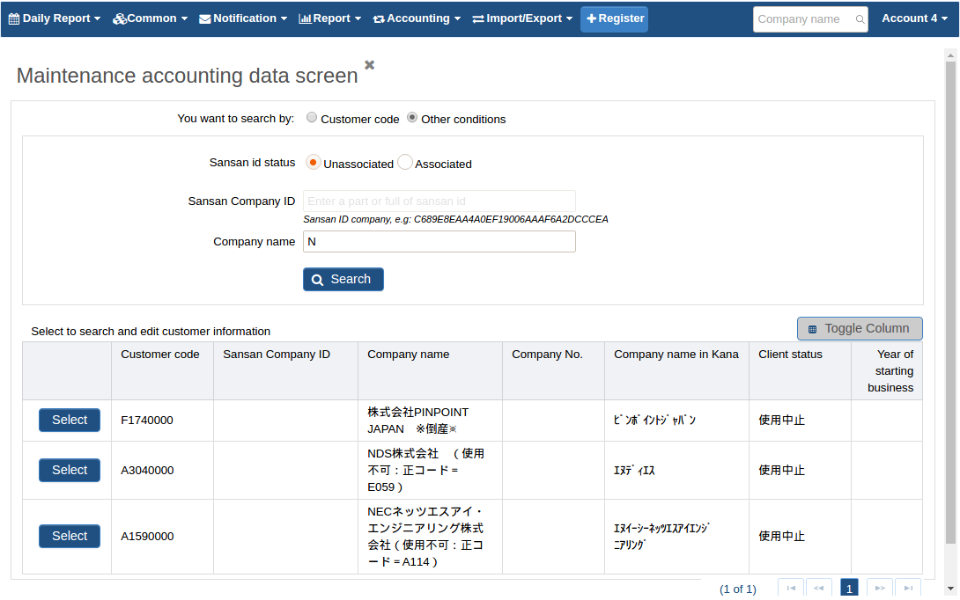 Daily Report Common Notification Report Accounting Import/Export Register Company name Account 4
Maintenance accounting data screen
You want to search by: Customer code Other conditions
Sansan id status Unassociated Associated
Sansan Company ID Enter a part or full of sansan id
Sansan ID company, e.g: C689E8EAA4A0EF19006AAAF6A2DCCCEA
Company name N
Search
Select to search and edit customer information
Toggle Column
Customer code Sansan Company ID Company name Company No. Company name in Kana Client status Year of
starting
business
Select F1740000 株式会社PINPOINT
JAPAN ※倒産※
ﾋﾟﾝﾎﾟｲﾝﾄｼﾞｬﾊﾟﾝ 使用中止
Select A3040000 NDS株式会社 （使用
不可：正コード＝
E059）
ｴﾇﾃﾞｨｴｽ 使用中止
Select A1590000 NECネッツエスアイ・
エンジニアリング株式
会社（使用不可：正コ
ード＝A114）
ｴﾇｲｰｼｰﾈｯﾂｴｽｱｲｴﾝｼﾞ
ﾆｱﾘﾝｸﾞ
使用中止
(1 of 1) 1